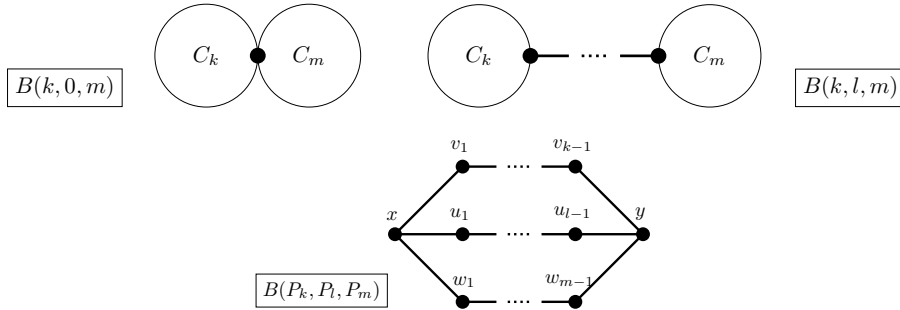 $C_k$ $C_m$ $C_k$ $C_m$
$B(k, 0, m)$ $B(k, l, m)$
$v_1$ $v_{k-1}$
$x$ $u_1$ $u_{l-1}$ $y$
$w_1$ $w_{m-1}$
$B(P_k, P_l, P_m)$